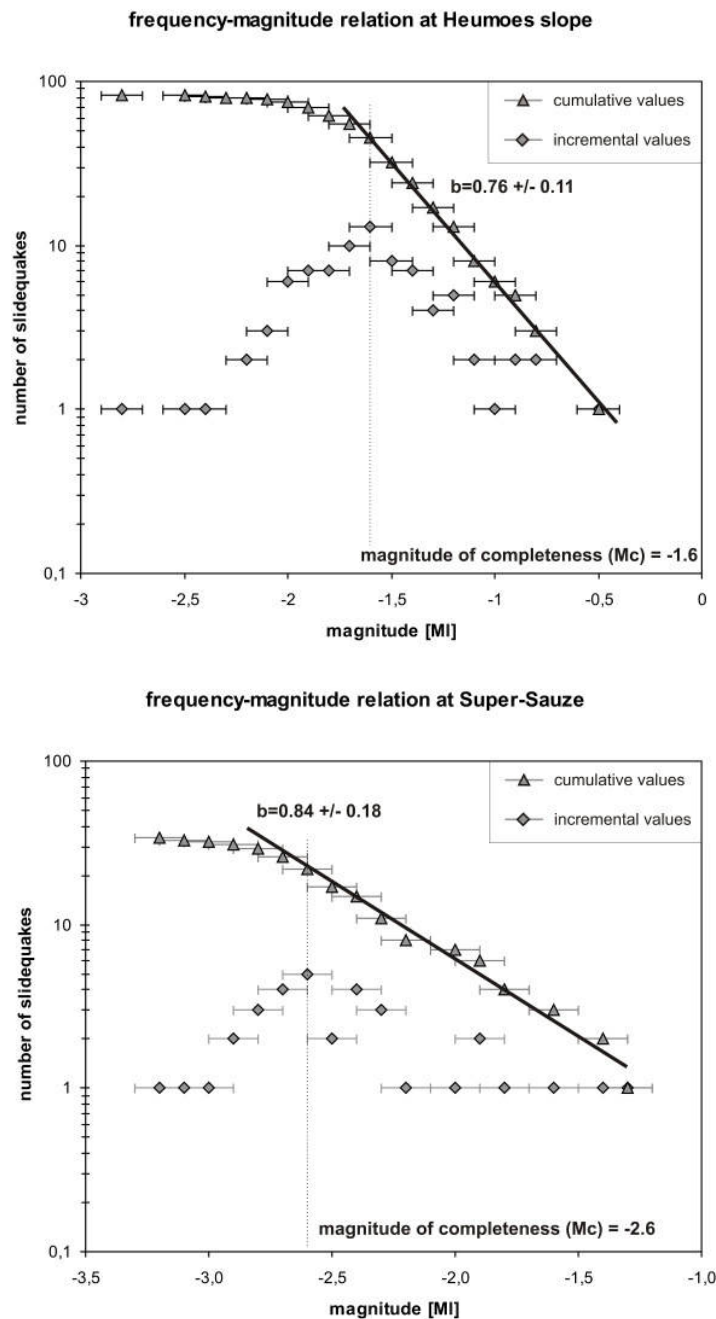 frequency-magnitude relation at Heumoes slope
100
cumulative values
incremental values
b=0.76 +/- 0.11
10
number of slidequakes
1
magnitude of completeness (Mc) = -1.6
0,1
-3 -2,5 -2 -1,5 -1 -0,5 0
magnitude [Ml]
frequency-magnitude relation at Super-Sauze
100
cumulative values
b=0.84 +/- 0.18
incremental values
10
number of slidequakes
1
magnitude of completeness (Mc) = -2.6
0,1
-3,5 -3,0 -2,5 -2,0 -1,5 -1,0
magnitude [Ml]